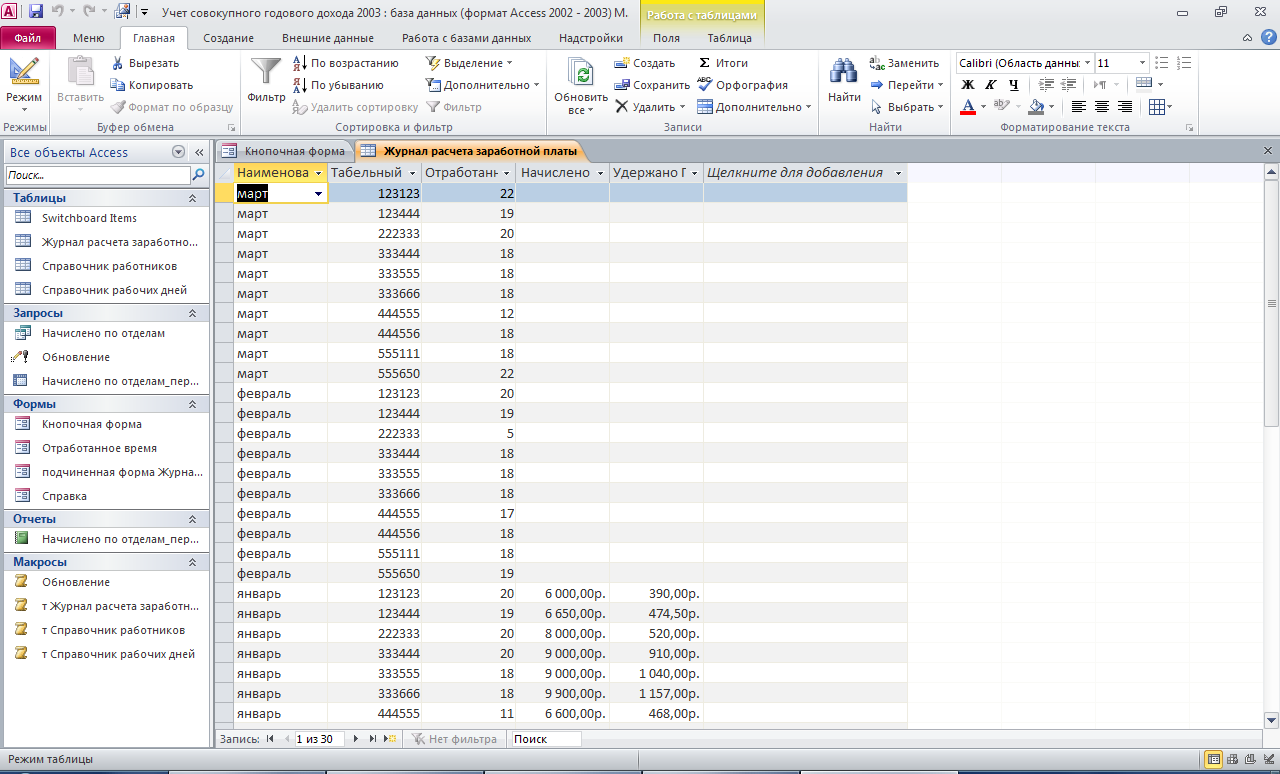 Учет совокупного годового дохода 2003 : база данных (формат Access 2002 - 2003) М.
Работа с таблицами
Файл Меню Главная Создание Внешние данные Работа с базами данных Надстройки Поля Таблица
Режим
Режимы
Вставить
Вырезать
Копировать
Формат по образцу
Буфер обмена
Фильтр
По возрастанию
По убыванию
Удалить сортировку
Выделение
Дополнительно
Фильтр
Сортировка и фильтр
Обновить все
Создать
Сохранить
Удалить
Итоги
Орфография
Дополнительно
Записи
Найти
Заменить
Перейти
Выбрать
Найти
Calibri (Область данны 11
Ж К Ч
Форматирование текста
Все объекты Access
Поиск...
Таблицы
Switchboard Items
Журнал расчета заработно...
Справочник работников
Справочник рабочих дней
Запросы
Начислено по отделам
Обновление
Начислено по отделам_пер...
Формы
Кнопочная форма
Отработанное время
подчиненная форма Журна...
Справка
Отчеты
Начислено по отделам_пер...
Макросы
Обновление
т Журнал расчета заработн...
т Справочник работников
т Справочник рабочих дней
Кнопочная форма Журнал расчета заработной платы
Наименова Табельный Отработанн Начислено Удержано Г Щелкните для добавления
март 123123 22
март 123444 19
март 222333 20
март 333444 18
март 333555 18
март 333666 18
март 444555 12
март 444556 18
март 555111 18
март 555650 22
февраль 123123 20
февраль 123444 19
февраль 222333 5
февраль 333444 18
февраль 333555 18
февраль 333666 18
февраль 444555 17
февраль 444556 18
февраль 555111 18
февраль 555650 19
январь 123123 20 6 000,00р. 390,00р.
январь 123444 19 6 650,00р. 474,50р.
январь 222333 20 8 000,00р. 520,00р.
январь 333444 20 9 000,00р. 910,00р.
январь 333555 18 9 000,00р. 1 040,00р.
январь 333666 18 9 900,00р. 1 157,00р.
январь 444555 11 6 600,00р. 468,00р.
Запись: 1 из 30 Нет фильтра Поиск
Режим таблицы